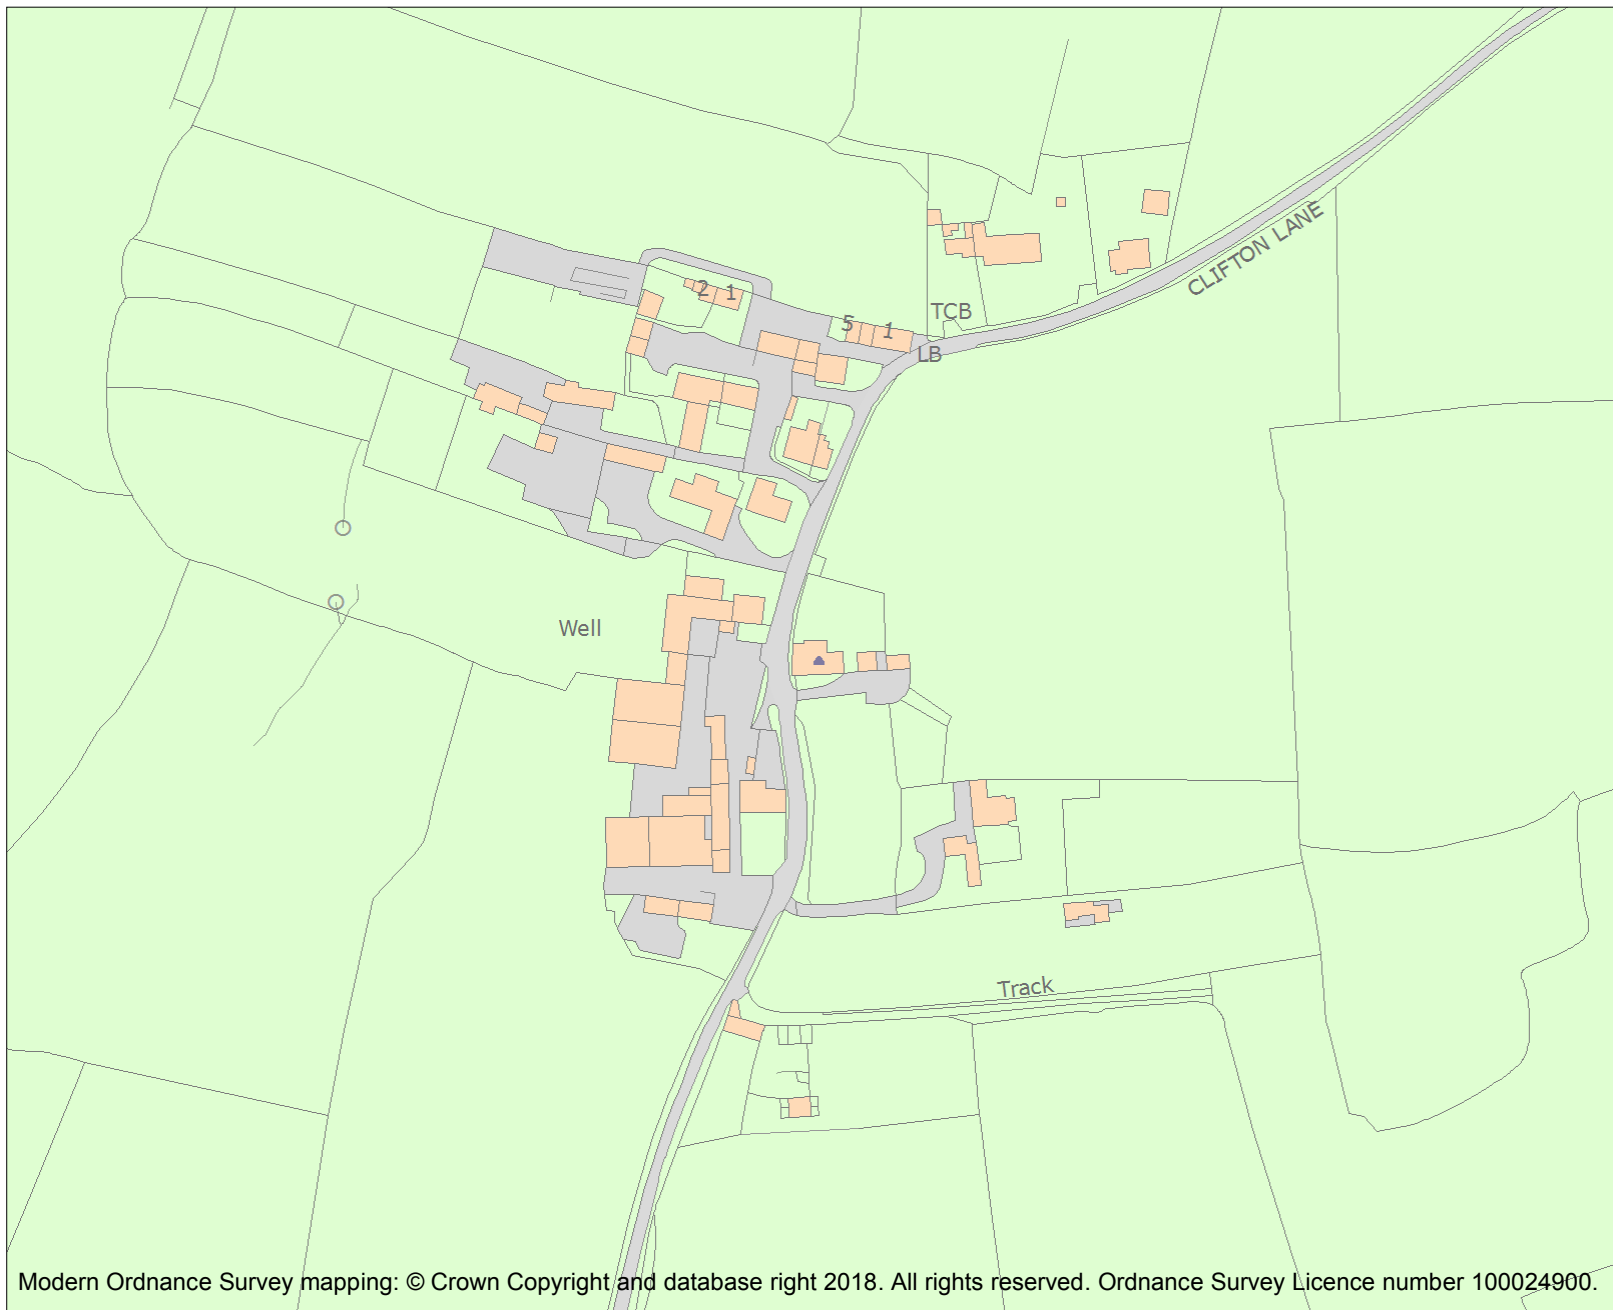 CLIFTON LANE
2 1
TCB
5 1
LB
Well
Track
Modern Ordnance Survey mapping: © Crown Copyright and database right 2018. All rights reserved. Ordnance Survey Licence number 100024900.